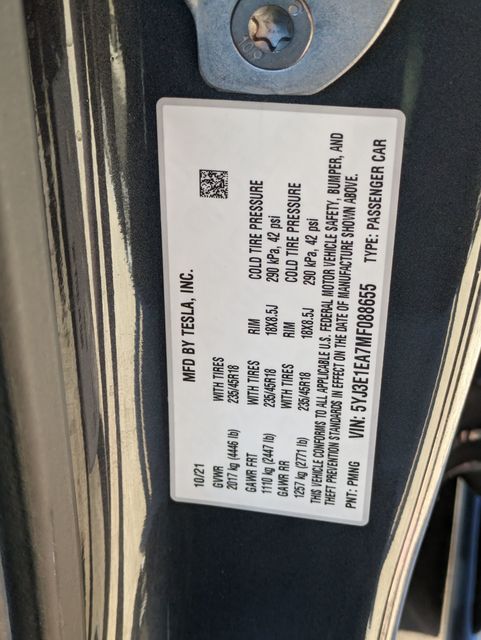 MFD BY TESLA, INC.
10/21
GVWR WITH TIRES RIM COLD TIRE PRESSURE
2017 kg (4446 lb) 235/45R18 18X8.5J 290 kPa, 42 psi
GAWR FRT WITH TIRES RIM COLD TIRE PRESSURE
1110 kg (2447 lb) 235/45R18 18X8.5J 290 kPa, 42 psi
GAWR RR
1257 kg (2771 lb)
THIS VEHICLE CONFORMS TO ALL APPLICABLE U.S. FEDERAL MOTOR VEHICLE SAFETY, BUMPER, AND
THEFT PREVENTION STANDARDS IN EFFECT ON THE DATE OF MANUFACTURE SHOWN ABOVE.
VIN: 5YJ3E1EA7MF088655
PNT: PMNG TYPE: PASSENGER CAR